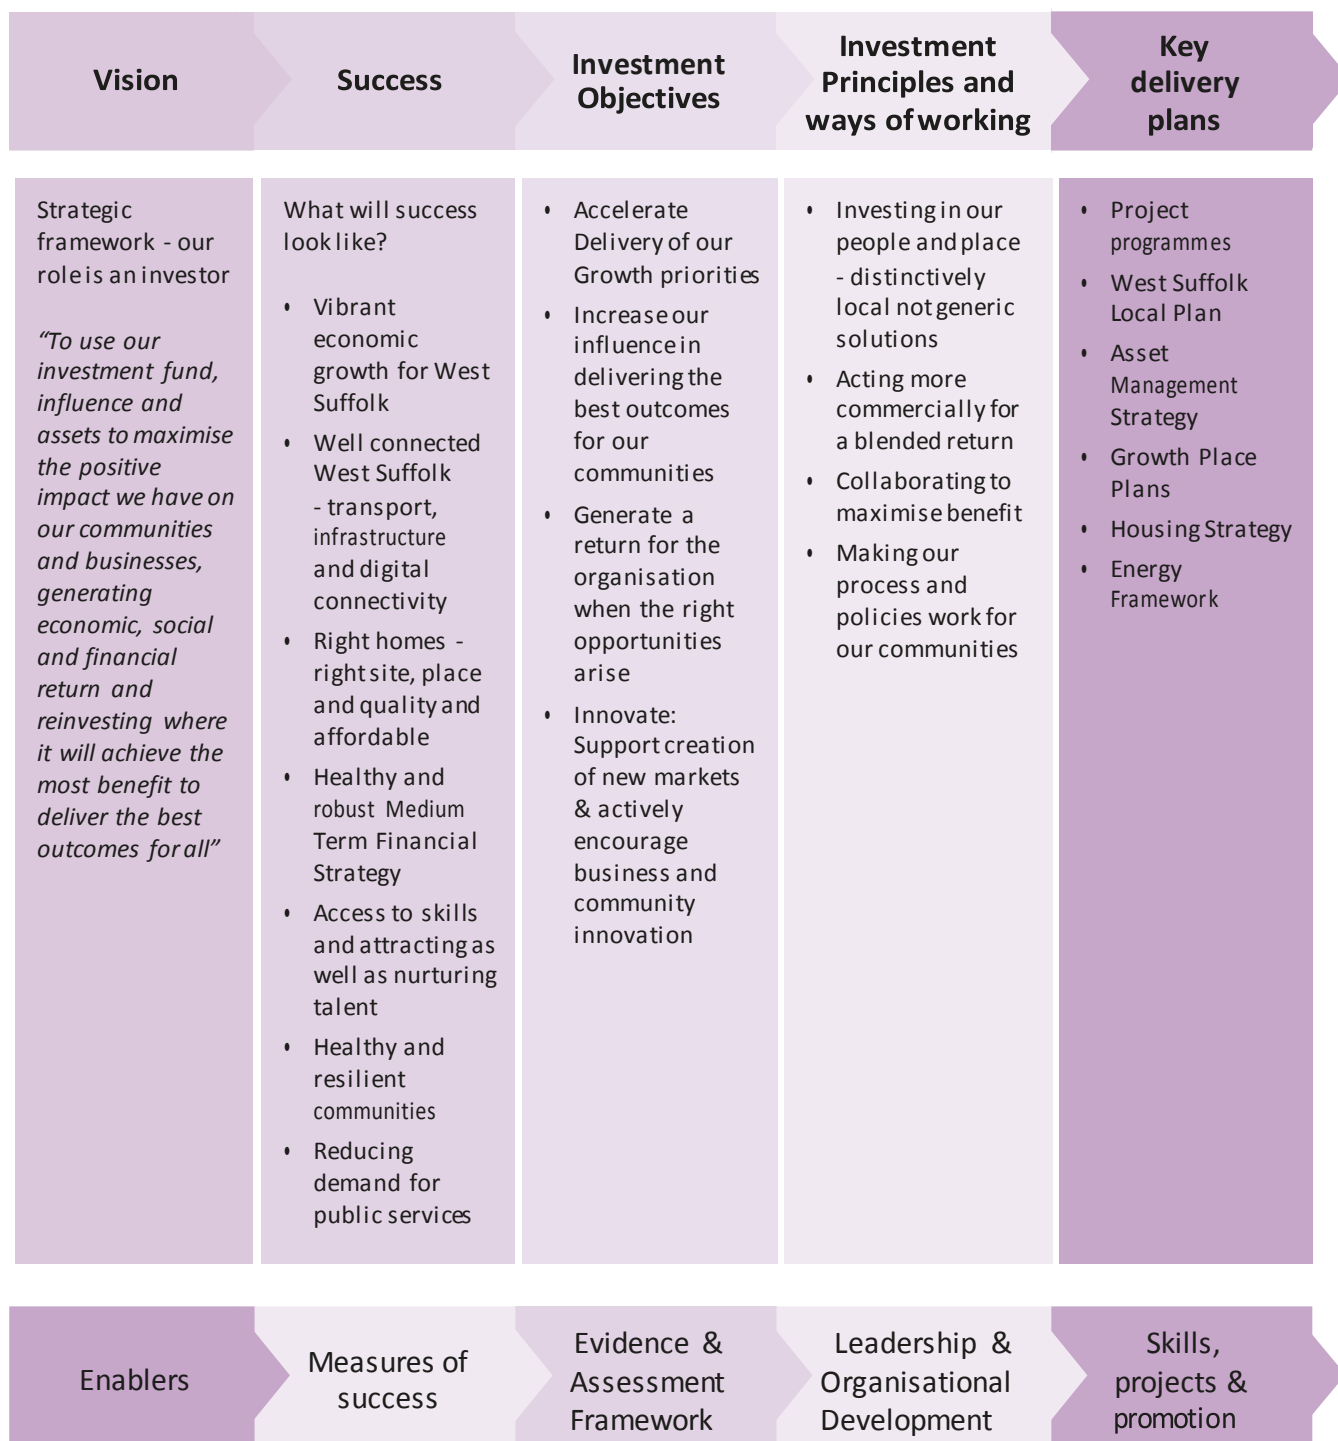 Vision
Success
Investment
Objectives
Investment
Principles and
ways of working
Key
delivery
plans
Strategic
framework - our
role is an investor
“To use our
investment fund,
influence and
assets to maximise
the positive
impact we have on
our communities
and businesses,
generating
economic, social
and financial
return and
reinvesting where
it will achieve the
most benefit to
deliver the best
outcomes for all”
What will success
look like?
• Vibrant
economic
growth for West
Suffolk
• Well connected
West Suffolk
- transport,
infrastructure
and digital
connectivity
• Right homes -
right site, place
and quality and
affordable
• Healthy and
robust Medium
Term Financial
Strategy
• Access to skills
and attracting as
well as nurturing
talent
• Healthy and
resilient
communities
• Reducing
demand for
public services
• Accelerate
Delivery of our
Growth priorities
• Increase our
influence in
delivering the
best outcomes
for our
communities
• Generate a
return for the
organisation
when the right
opportunities
arise
• Innovate:
Support creation
of new markets
& actively
encourage
business and
community
innovation
• Investing in our
people and place
- distinctively
local not generic
solutions
• Acting more
commercially for
a blended return
• Collaborating to
maximise benefit
• Making our
process and
policies work for
our communities
• Project
programmes
• West Suffolk
Local Plan
• Asset
Management
Strategy
• Growth Place
Plans
• Housing Strategy
• Energy
Framework
Enablers
Measures of
success
Evidence &
Assessment
Framework
Leadership &
Organisational
Development
Skills,
projects &
promotion